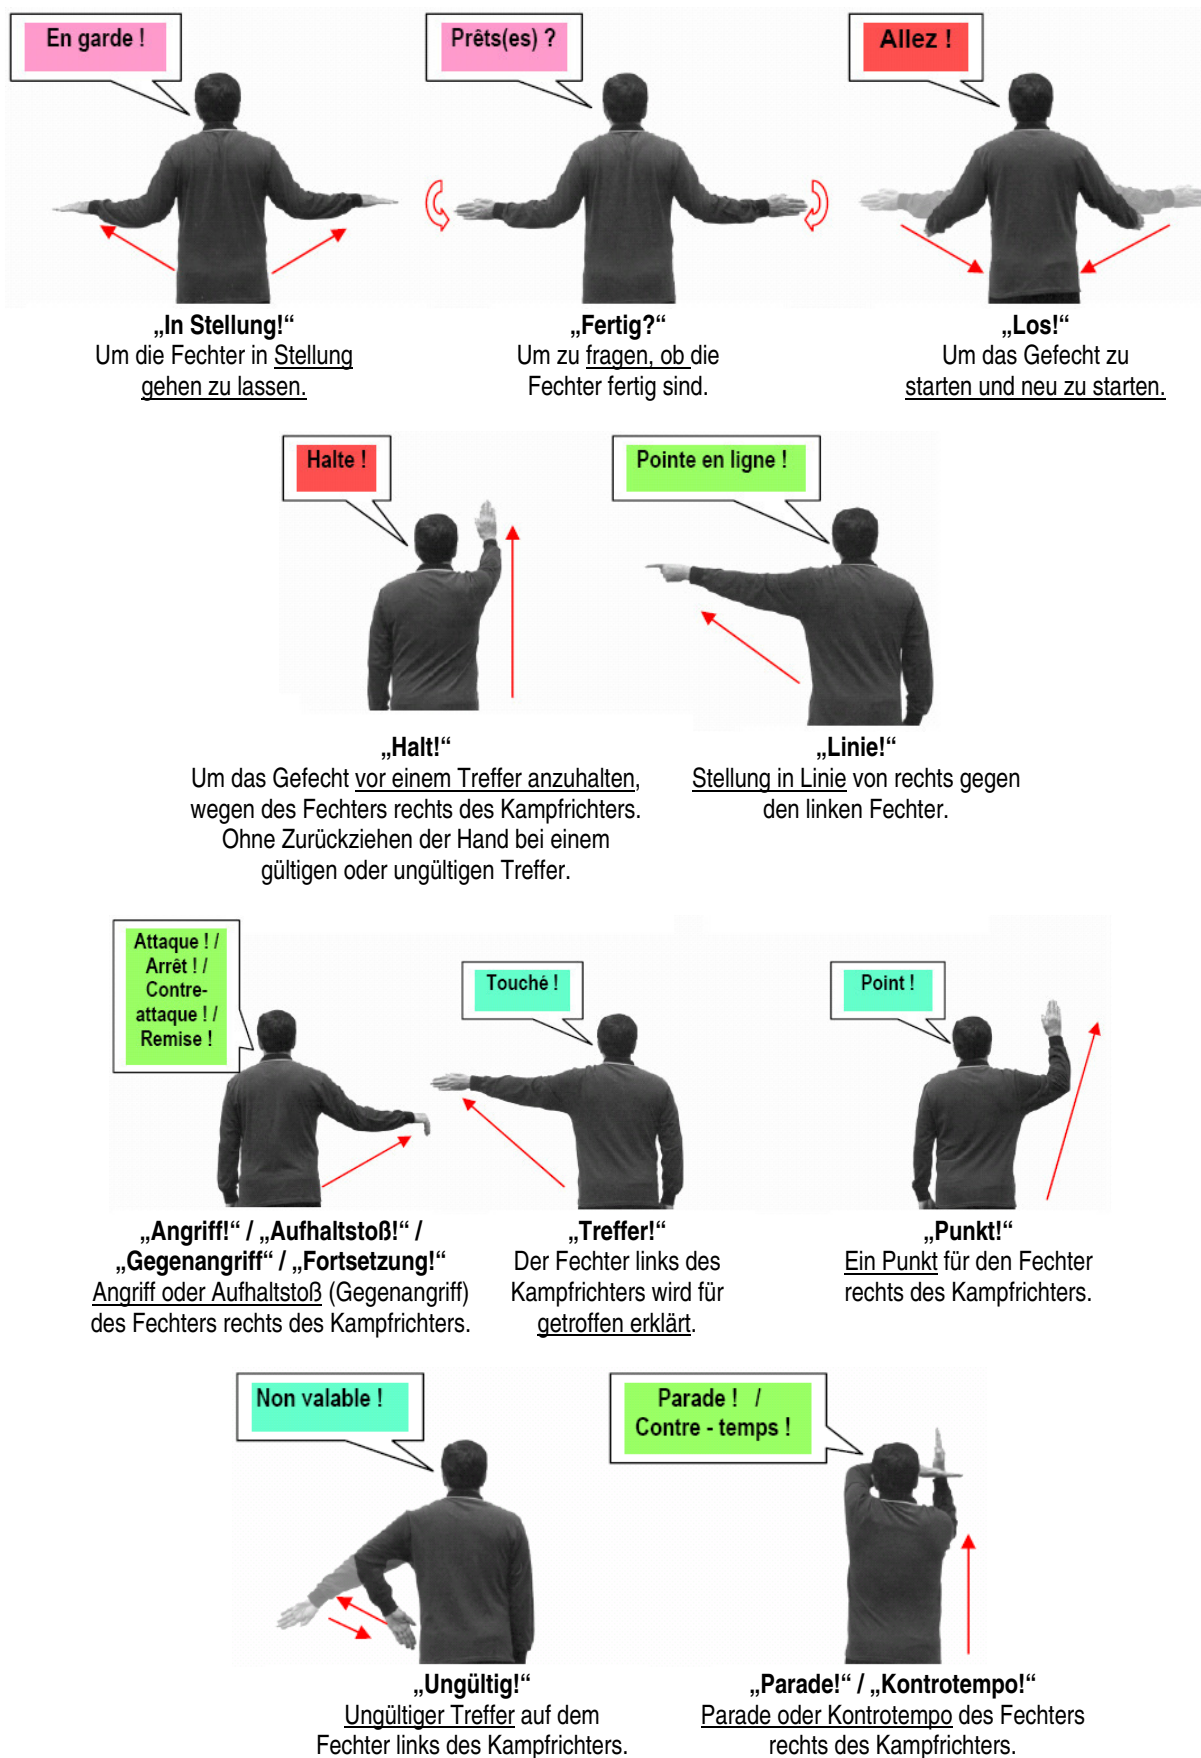 En garde !
Prêts(es) ?
Allez !
„In Stellung!“
Um die Fechter in Stellung
gehen zu lassen.
„Fertig?“
Um zu fragen, ob die
Fechter fertig sind.
„Los!“
Um das Gefecht zu
starten und neu zu starten.
Halte !
Pointe en ligne !
„Halt!“
Um das Gefecht vor einem Treffer anzuhalten,
wegen des Fechters rechts des Kampfrichters.
Ohne Zurückziehen der Hand bei einem
gültigen oder ungültigen Treffer.
„Linie!“
Stellung in Linie von rechts gegen
den linken Fechter.
Attaque ! /
Arrêt ! /
Contre-
attaque ! /
Remise !
Touché !
Point !
„Angriff!“ / „Aufhaltstoß!“ /
„Gegenangriff“ / „Fortsetzung!“
Angriff oder Aufhaltstoß (Gegenangriff)
des Fechters rechts des Kampfrichters.
„Treffer!“
Der Fechter links des
Kampfrichters wird für
getroffen erklärt.
„Punkt!“
Ein Punkt für den Fechter
rechts des Kampfrichters.
Non valable !
Parade ! /
Contre - temps !
„Ungültig!“
Ungültiger Treffer auf dem
Fechter links des Kampfrichters.
„Parade!“ / „Kontrotempo!“
Parade oder Kontrotempo des Fechters
rechts des Kampfrichters.